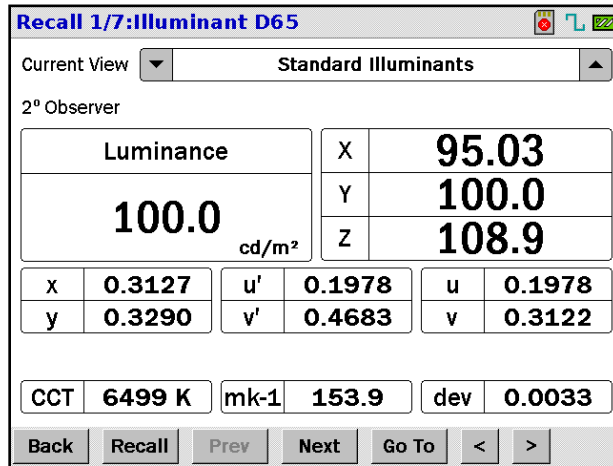 Recall 1/7:Illuminant D65
Current View Standard Illuminants
2º Observer
Luminance
100.0
cd/m²
X 95.03
Y 100.0
Z 108.9
x 0.3127 u' 0.1978 u 0.1978
y 0.3290 v' 0.4683 v 0.3122
CCT 6499 K mk-1 153.9 dev 0.0033
Back Recall Prev Next Go To < >